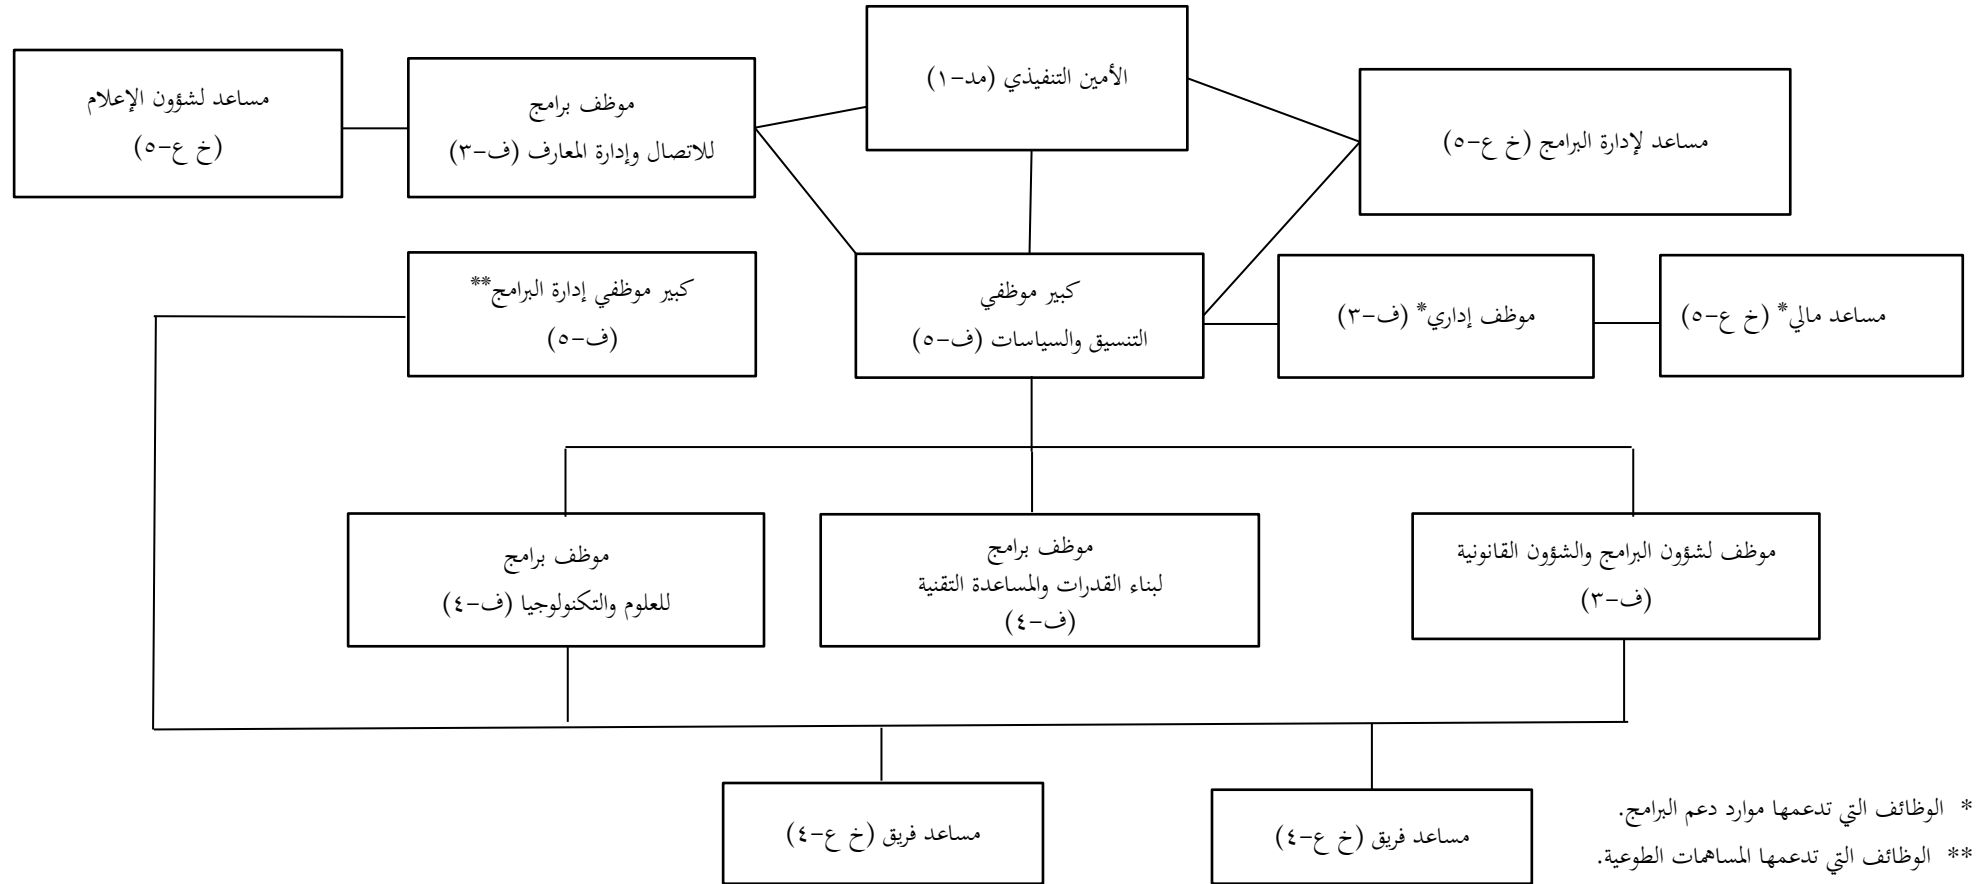 الأمين التنفيذي (مد-١)
مساعد لإدارة البرامج (خ ع-٥)
موظف برامج
للاتصال وإدارة المعارف (ف-٣)
مساعد لشؤون الإعلام
(خ ع-٥)
مساعد مالي* (خ ع-٥)
موظف إداري* (ف-٣)
كبير موظفي
التنسيق والسياسات (ف-٥)
كبير موظفي إدارة البرامج**
(ف-٥)
موظف لشؤون البرامج والشؤون القانونية
(ف-٣)
موظف برامج
لبناء القدرات والمساعدة التقنية
(ف-٤)
موظف برامج
للعلوم والتكنولوجيا (ف-٤)
مساعد فريق (خ ع-٤)
مساعد فريق (خ ع-٤)
* الوظائف التي تدعمها موارد دعم البرامج.
** الوظائف التي تدعمها المساهمات الطوعية.